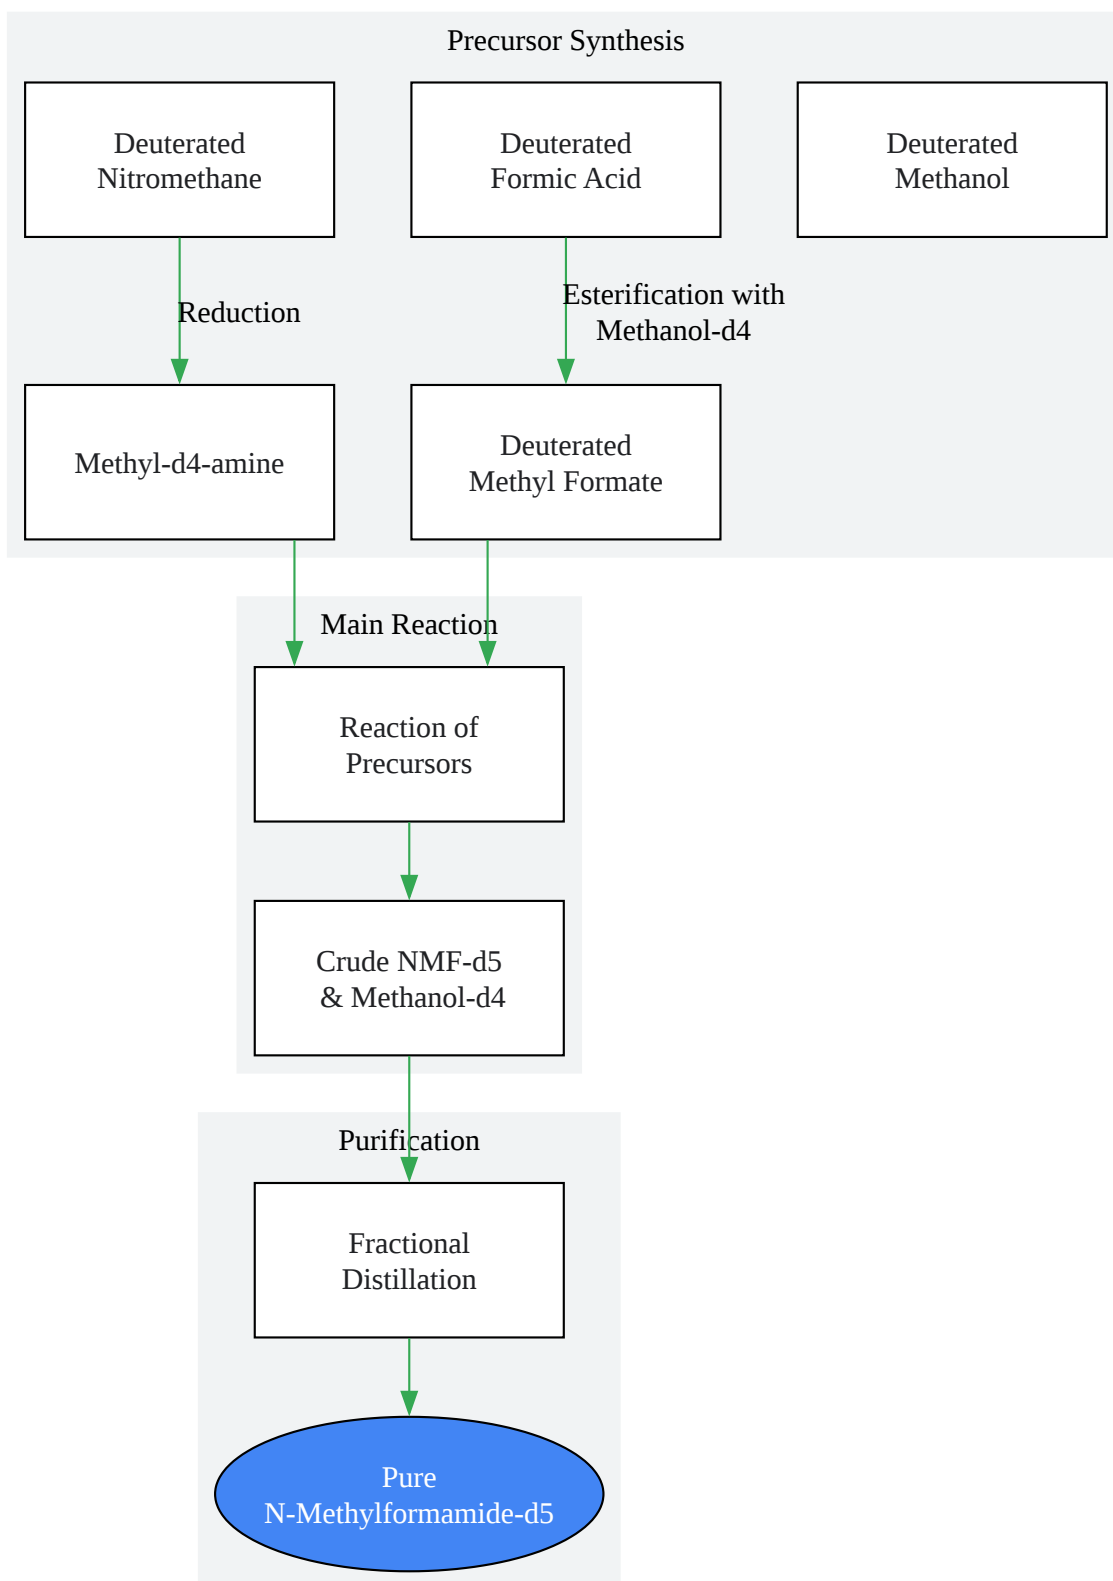 Precursor Synthesis
Deuterated
Nitromethane
Deuterated
Formic Acid
Deuterated
Methanol
Reduction
Esterification with
Methanol-d4
Methyl-d4-amine
Deuterated
Methyl Formate
Main Reaction
Reaction of
Precursors
Crude NMF-d5
& Methanol-d4
Purification
Fractional
Distillation
Pure
N-Methylformamide-d5